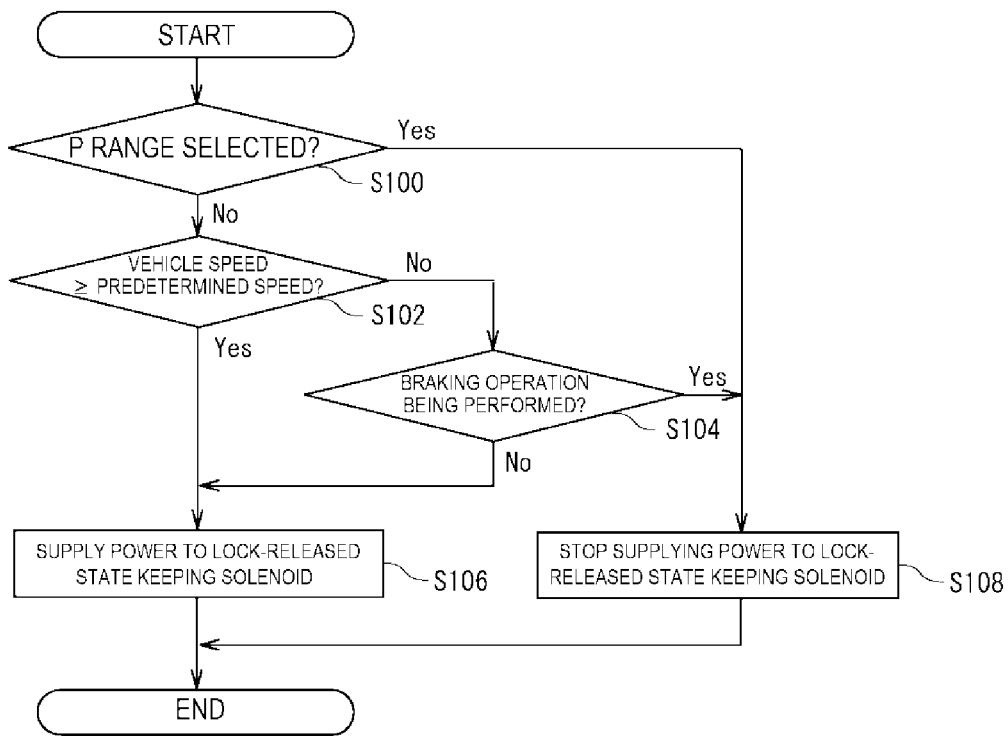 START
P RANGE SELECTED?
Yes
S100
No
VEHICLE SPEED
≥ PREDETERMINED SPEED?
No
S102
Yes
BRAKING OPERATION
BEING PERFORMED?
Yes
S104
No
SUPPLY POWER TO LOCK-RELEASED
STATE KEEPING SOLENOID
S106
STOP SUPPLYING POWER TO LOCK-
RELEASED STATE KEEPING SOLENOID
S108
END